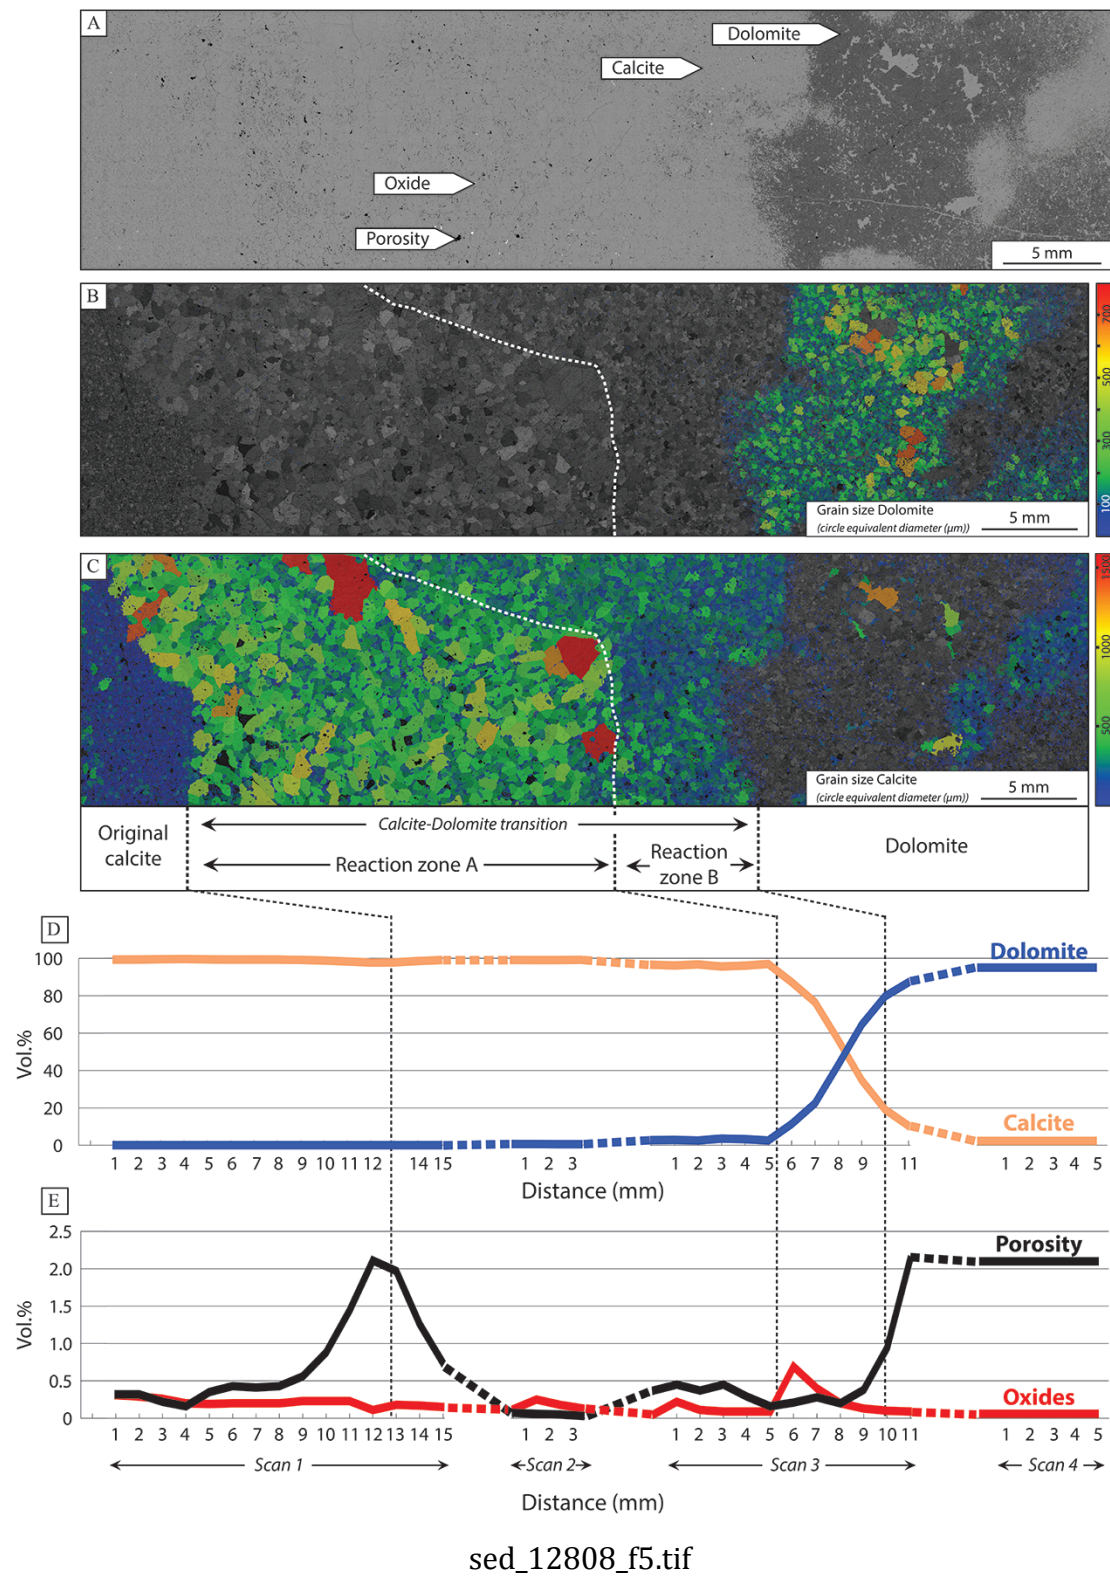 A
Dolomite
Calcite
Oxide
Porosity
5 mm
B
700
500
300
100
Grain size Dolomite
(circle equivalent diameter (μm))
5 mm
C
1500
1000
500
Grain size Calcite
(circle equivalent diameter (μm))
5 mm
Original calcite
Calcite-Dolomite transition
Reaction zone A
Reaction zone B
Dolomite
D
Vol.%
100
80
60
40
20
0
Dolomite
Calcite
1 2 3 4 5 6 7 8 9 10 11 12 14 15 1 2 3 1 2 3 4 5 6 7 8 9 11 1 2 3 4 5
Distance (mm)
E
Vol.%
2.5
2.0
1.5
1.0
0.5
0
Porosity
Oxides
1 2 3 4 5 6 7 8 9 10 11 12 13 14 15 1 2 3 1 2 3 4 5 6 7 8 9 10 11 1 2 3 4 5
Scan 1 Scan 2 Scan 3 Scan 4
Distance (mm)
sed_12808_f5.tif